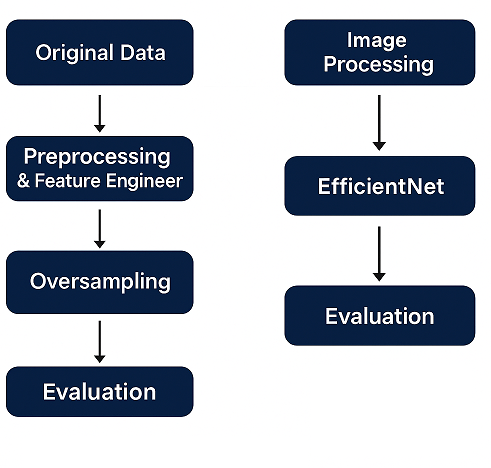 Original Data
Preprocessing
& Feature Engineer
Oversampling
Evaluation
Image
Processing
EfficientNet
Evaluation